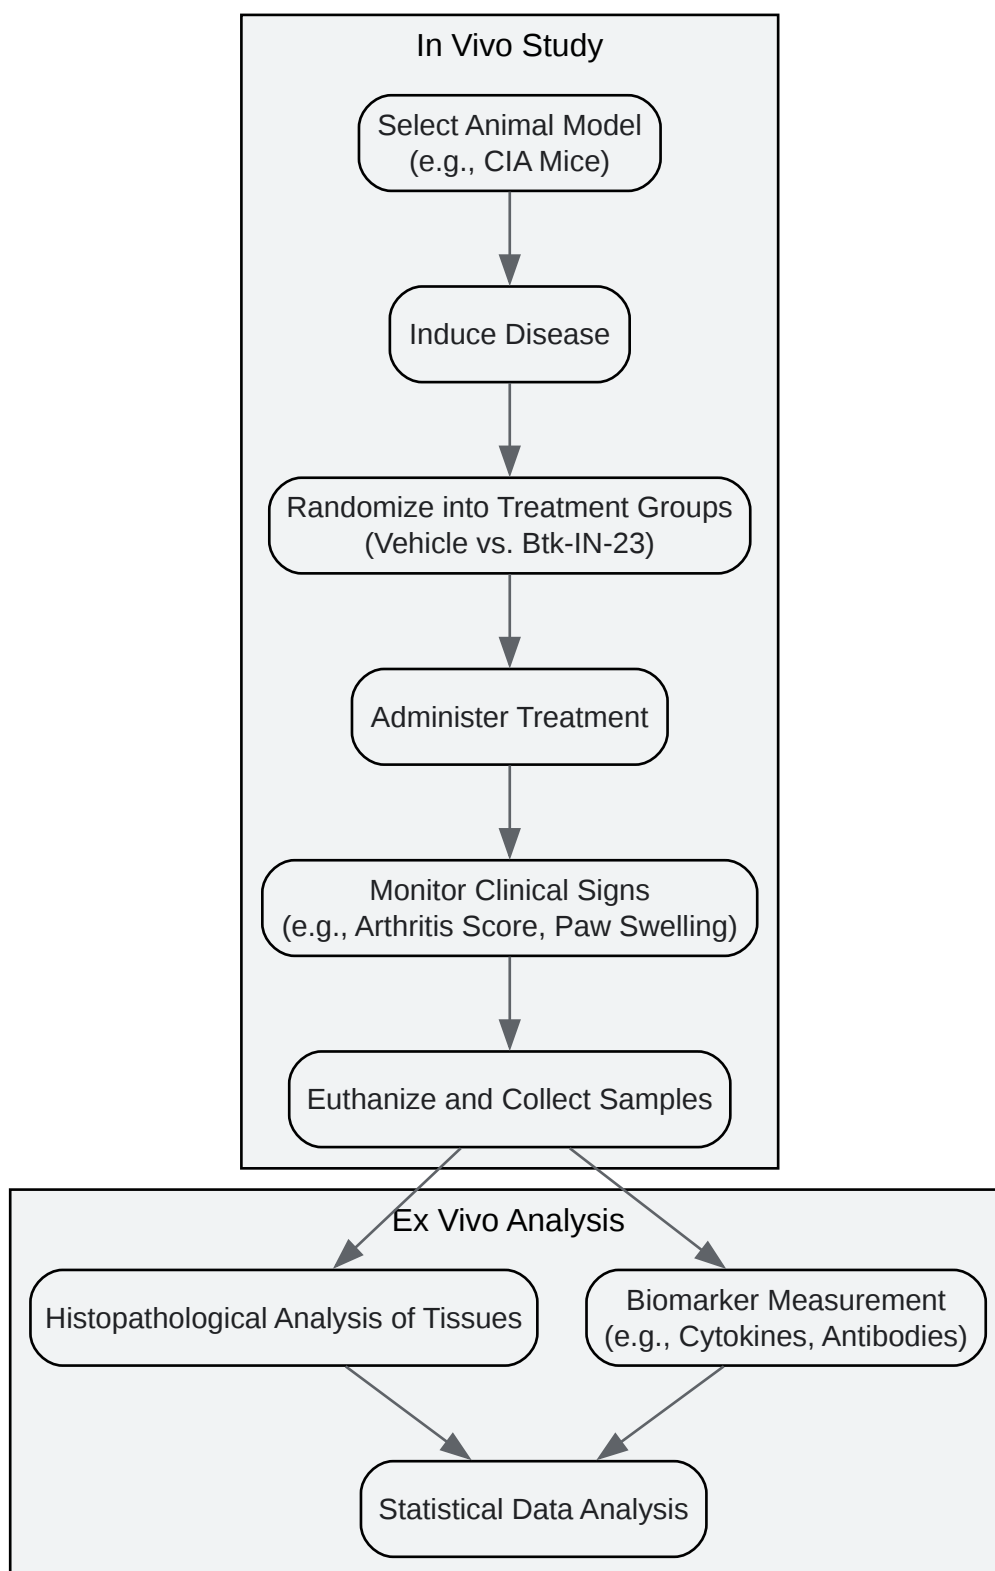 In Vivo Study
Select Animal Model
(e.g., CIA Mice)
Induce Disease
Randomize into Treatment Groups
(Vehicle vs. Btk-IN-23)
Administer Treatment
Monitor Clinical Signs
(e.g., Arthritis Score, Paw Swelling)
Euthanize and Collect Samples
Ex Vivo Analysis
Histopathological Analysis of Tissues
Biomarker Measurement
(e.g., Cytokines, Antibodies)
Statistical Data Analysis